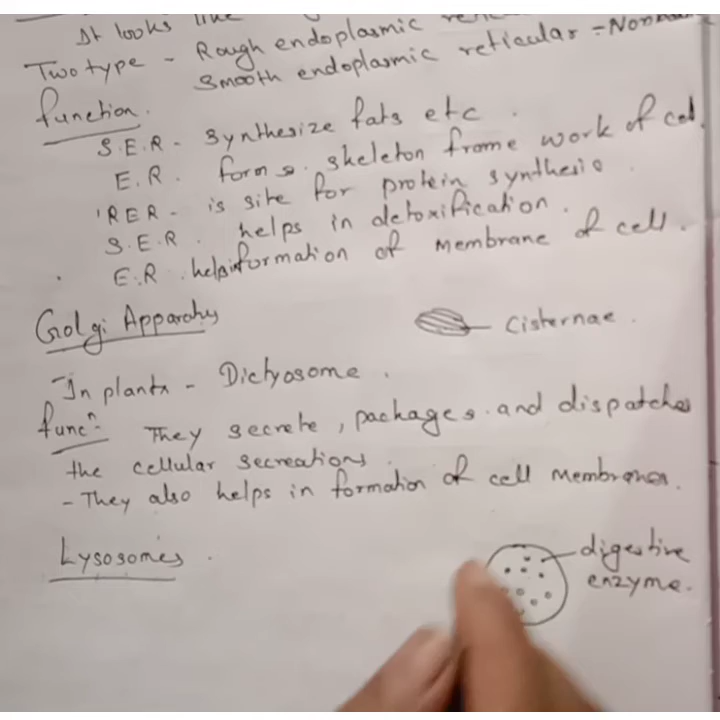 It looks like
Two type - Rough endoplasmic
Smooth endoplasmic reticular -
function.
S.E.R - synthesize fats etc.
E.R. forms skeleton frame work of cell.
RER - is site for protein synthesis.
S.E.R. helps in detoxification.
E.R. helpinformation of membrane of cell.
Golgi Apparatus
Cisternae.
In planta - Dictyosome.
funcⁿ They secrete, packages and dispatches
the cellular secreations
- They also helps in formation of cell membranes.
Lysosomes.
digestive
enzyme.